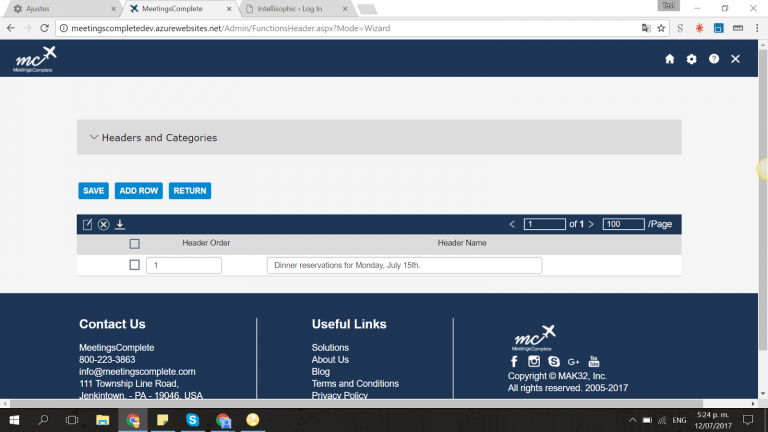 Test
Ajustes
MeetingsComplete
Intellisophic › Log In
meetingscompletedev.azurewebsites.net/Admin/FunctionsHeader.aspx?Mode=Wizard
mc
MeetingsComplete
Headers and Categories
SAVE ADD ROW RETURN
1 of 1 100 /Page
Header Order Header Name
1 Dinner reservations for Monday, July 15th.
Contact Us
MeetingsComplete
800-223-3863
info@meetingscomplete.com
111 Township Line Road,
Jenkintown, - PA - 19046, USA
Useful Links
Solutions
About Us
Blog
Terms and Conditions
Privacy Policy
mc
MeetingsComplete
Copyright © MAK32, Inc.
All rights reserved. 2005-2017
ENG
5:24 p. m.
12/07/2017